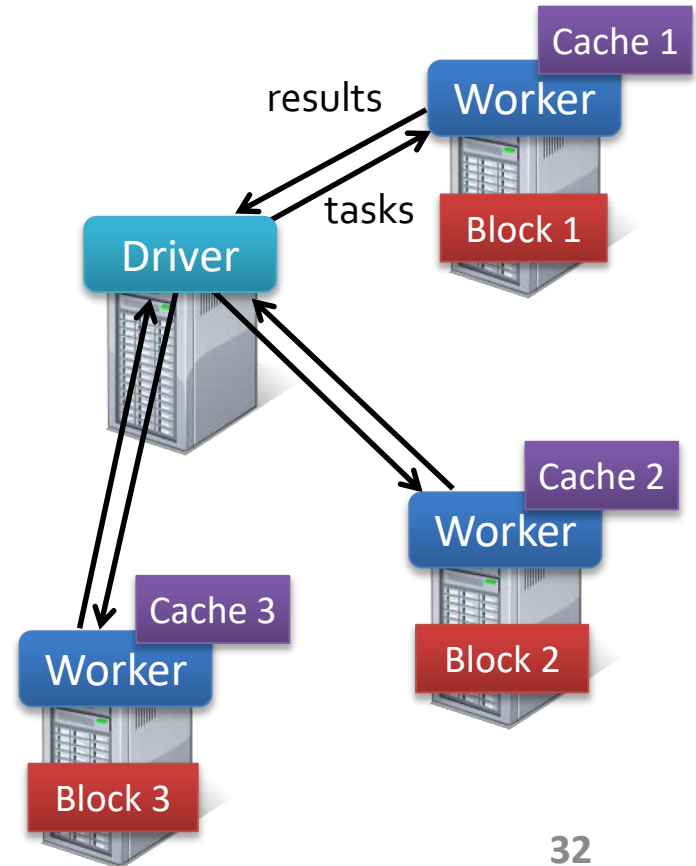 Cache 1
Worker
results
tasks
Block 1
Driver
Cache 2
Worker
Block 2
Cache 3
Worker
Block 3
32